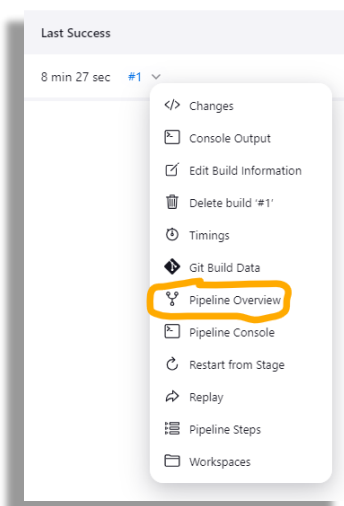 Last Success
8 min 27 sec #1
Changes
Console Output
Edit Build Information
Delete build '#1'
Timings
Git Build Data
Pipeline Overview
Pipeline Console
Restart from Stage
Replay
Pipeline Steps
Workspaces